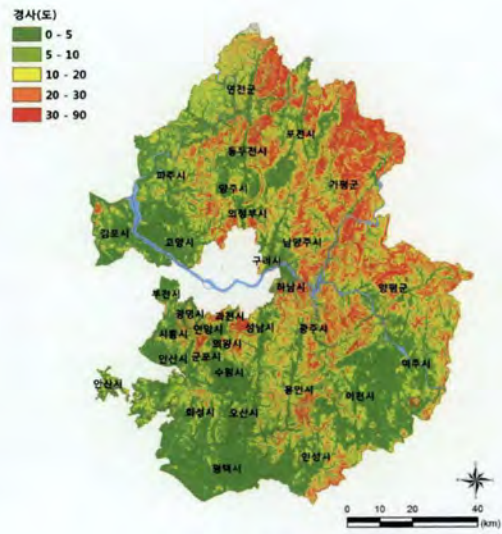 경사(도)
0 - 5
5 - 10
10 - 20
20 - 30
30 - 90
연천군
포천시
동두천시
가평군
파주시
양주시
의정부시
김포시
고양시
남양주시
구리시
하남시
양평군
부천시
광명시
과천시
시흥시
안양시
성남시
광주시
의왕시
안산시
군포시
여주시
수원시
안산시
용인시
이천시
화성시
오산시
안성시
평택시
0 10 20 40
(km)